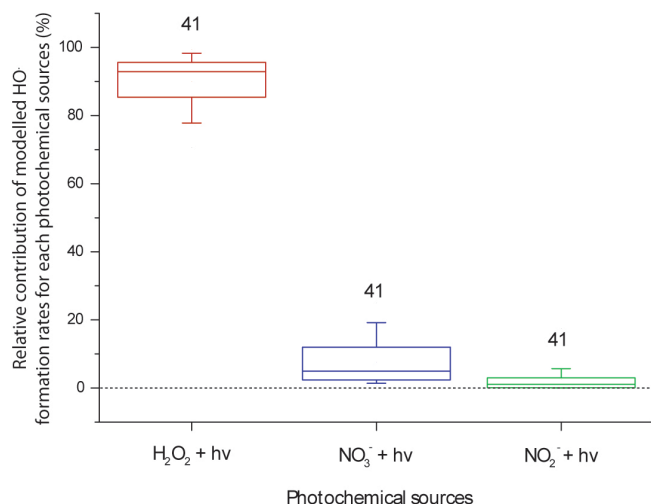 Relative contribution of modelled HO·
formation rates for each photochemical sources (%)
100
80
60
40
20
0
41
41
41
H₂O₂ + hv
NO₃⁻ + hv
NO₂⁻ + hv
Photochemical sources